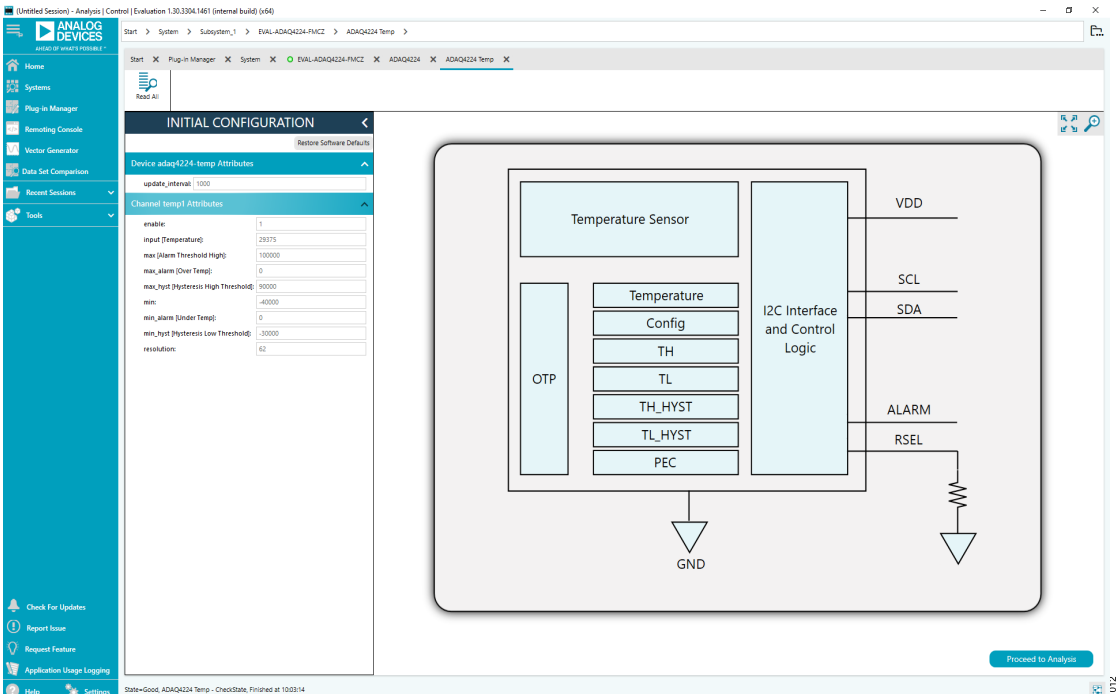 (Untitled Session) - Analysis | Control | Evaluation 1.30.3304.1461 (internal build) (x64)
ANALOG
DEVICES
AHEAD OF WHAT'S POSSIBLE™
Start > System > Subsystem_1 > EVAL-ADAQ4224-FMCZ > ADAQ4224 Temp >
Start X Plug-in Manager X System X EVAL-ADAQ4224-FMCZ X ADAQ4224 X ADAQ4224 Temp X
Read All
Home
Systems
Plug-in Manager
Remoting Console
Vector Generator
Data Set Comparison
Recent Sessions
Tools
Check For Updates
Report Issue
Request Feature
Application Usage Logging
Help Settings
INITIAL CONFIGURATION
Restore Software Defaults
Device adaq4224-temp Attributes
update_interval: 1000
Channel temp1 Attributes
enable: 1
input [Temperature]: 29375
max [Alarm Threshold High]: 100000
max_alarm [Over Temp]: 0
max_hyst [Hysteresis High Threshold]: 90000
min: -40000
min_alarm [Under Temp]: 0
min_hyst [Hysteresis Low Threshold]: -30000
resolution: 62
Temperature Sensor
OTP
Temperature
Config
TH
TL
TH_HYST
TL_HYST
PEC
I2C Interface
and Control
Logic
VDD
SCL
SDA
ALARM
RSEL
GND
Proceed to Analysis
State=Good, ADAQ4224 Temp - CheckState, Finished at 10:03:14
012